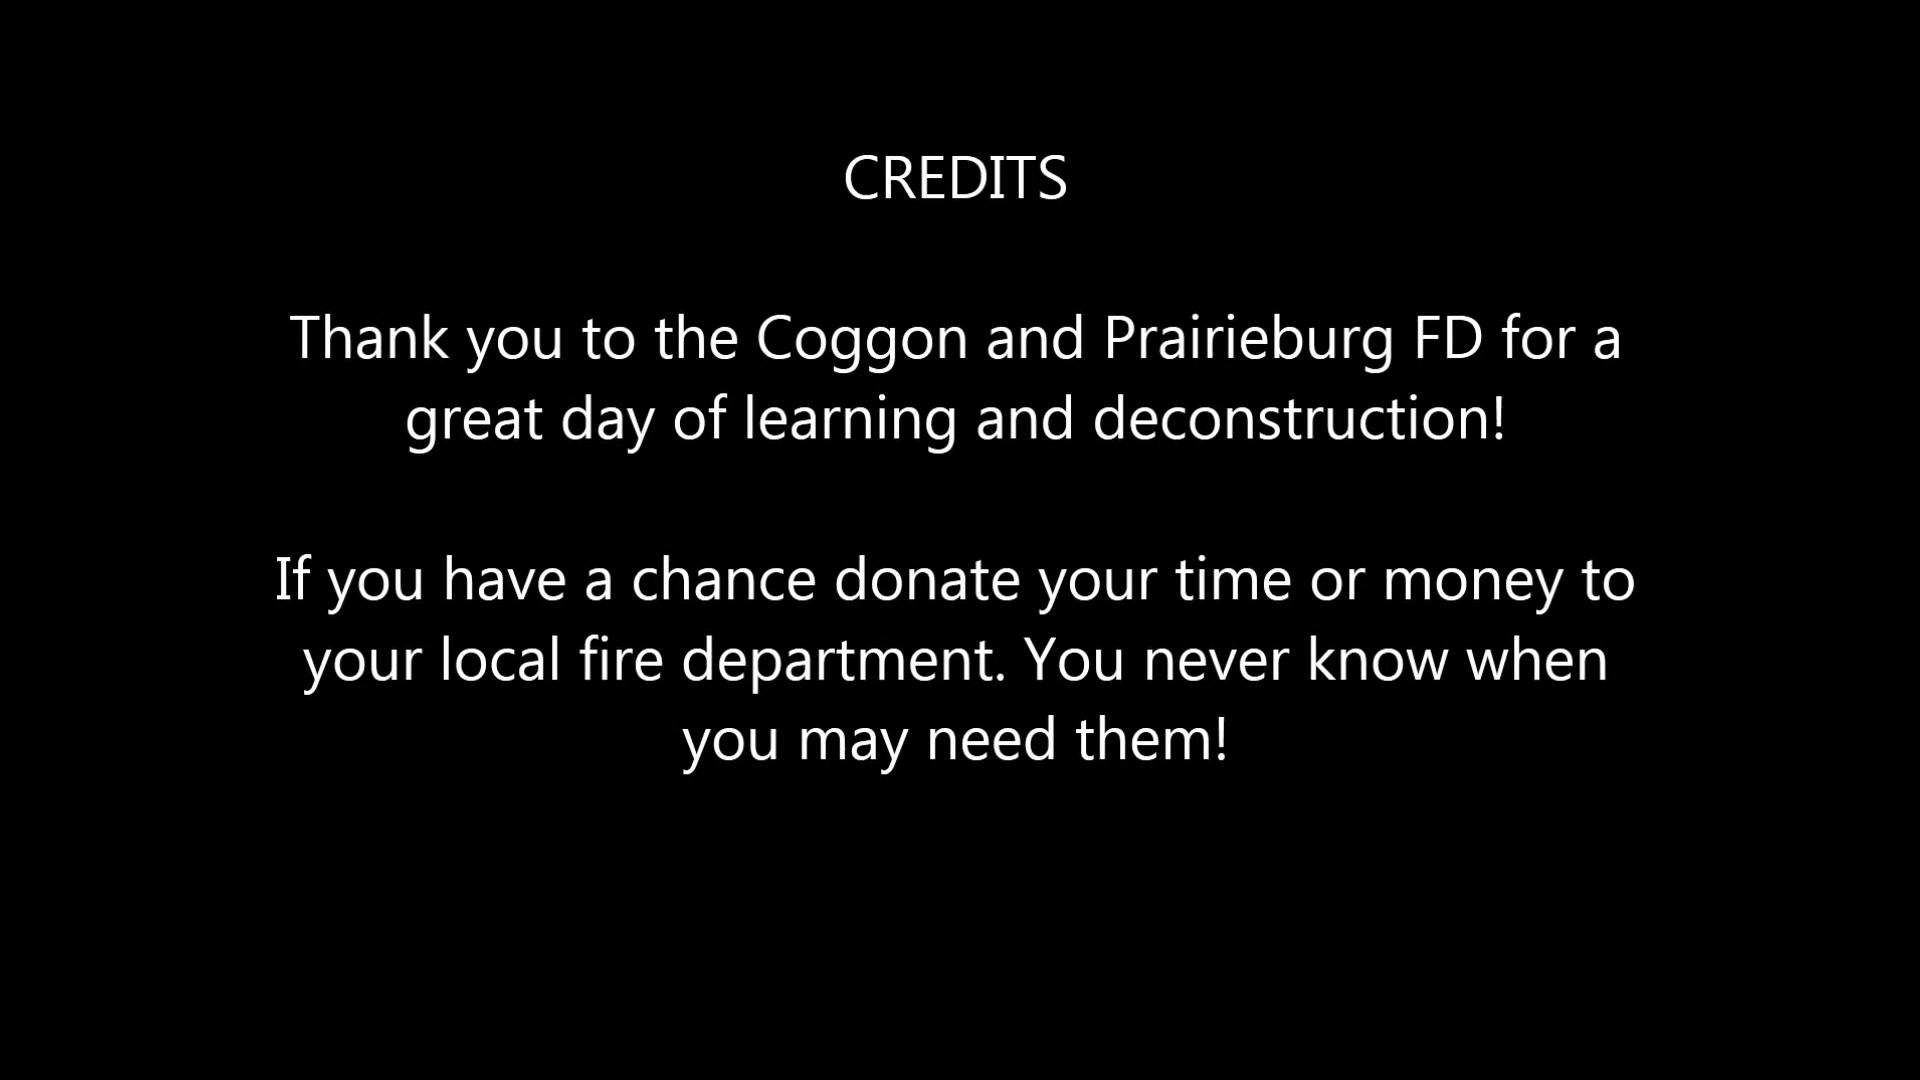 CREDITS
Thank you to the Coggon and Prairieburg FD for a
great day of learning and deconstruction!
If you have a chance donate your time or money to
your local fire department. You never know when
you may need them!